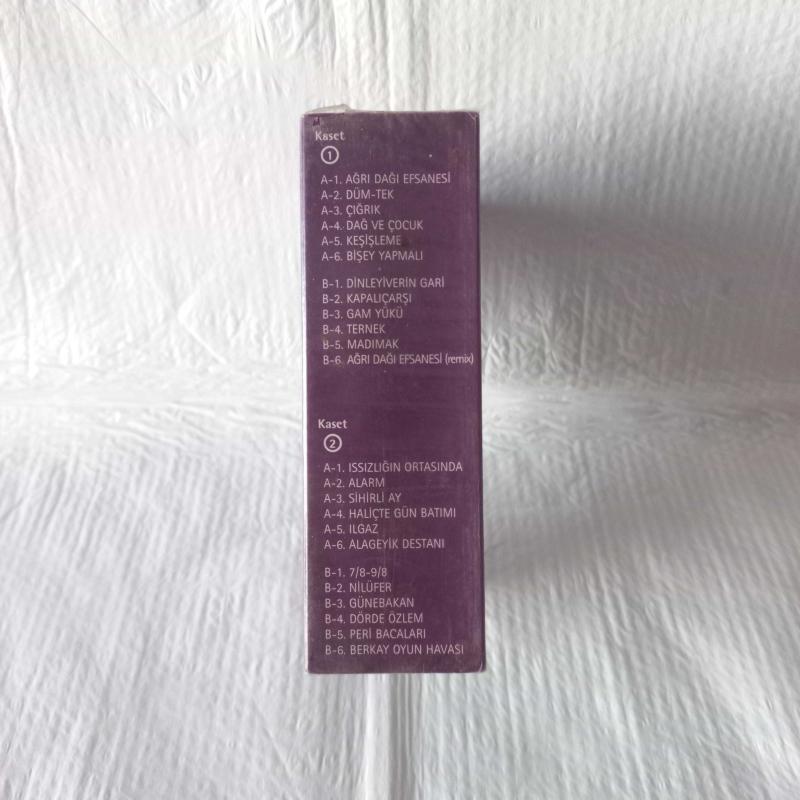 Kaset
1
A-1. AĞRI DAĞI EFSANESİ
A-2. DÜM-TEK
A-3. ÇIĞRIK
A-4. DAĞ VE ÇOCUK
A-5. KEŞİŞLEME
A-6. BİŞEY YAPMALI
B-1. DİNLEYİVERİN GARİ
B-2. KAPALIÇARŞI
B-3. GAM YÜKÜ
B-4. TERNEK
B-5. MADIMAK
B-6. AĞRI DAĞI EFSANESİ (remix)
Kaset
2
A-1. ISSIZLIĞIN ORTASINDA
A-2. ALARM
A-3. SİHİRLİ AY
A-4. HALİÇTE GÜN BATIMI
A-5. ILGAZ
A-6. ALAGEYİK DESTANI
B-1. 7/8-9/8
B-2. NİLÜFER
B-3. GÜNEBAKAN
B-4. DÖRDE ÖZLEM
B-5. PERİ BACALARI
B-6. BERKAY OYUN HAVASI